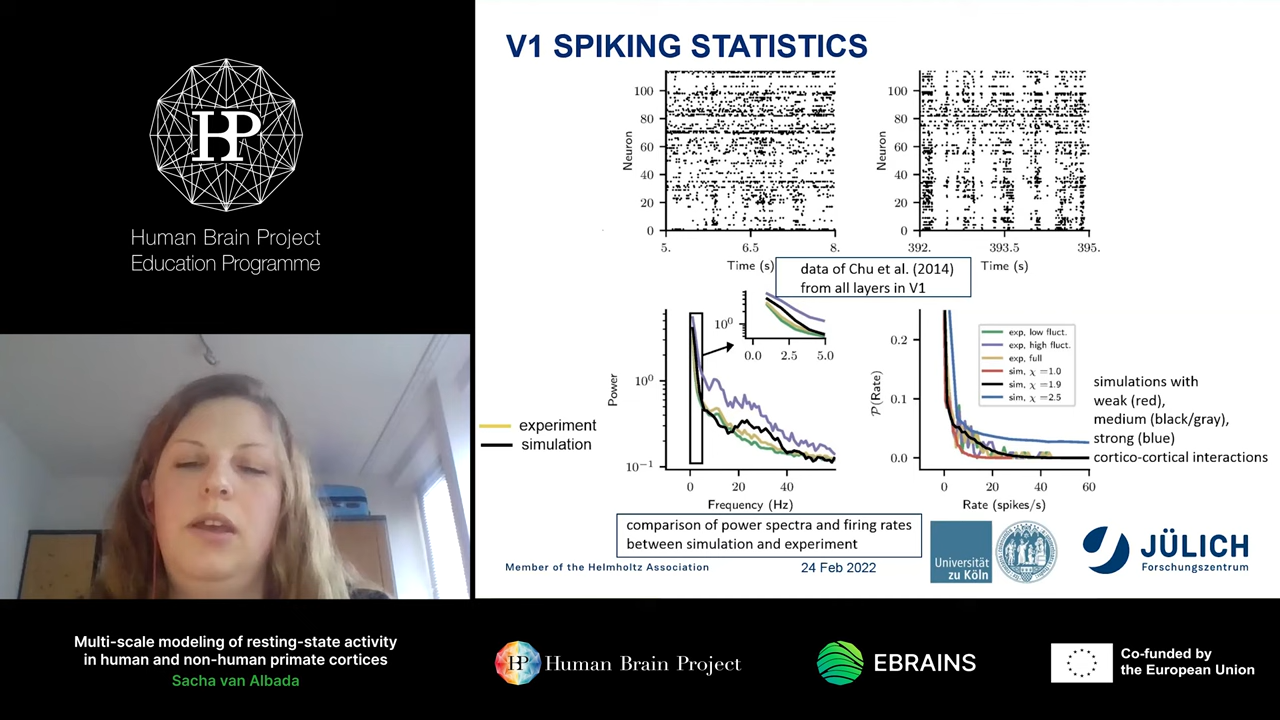 HP
Human Brain Project
Education Programme
V1 SPIKING STATISTICS
Neuron
100
80
60
40
20
0
5.
6.5
8.
Time (s)
Neuron
100
80
60
40
20
0
392.
393.5
395.
Time (s)
data of Chu et al. (2014)
from all layers in V1
10⁰
0.0
2.5
5.0
Power
10⁰
10⁻¹
0
20
40
Frequency (Hz)
experiment
simulation
P(Rate)
0.2
0.1
0.0
0
20
40
60
Rate (spikes/s)
exp, low fluct.
exp, high fluct.
exp, full
sim, χ =1.0
sim, χ =1.9
sim, χ =2.5
simulations with
weak (red),
medium (black/gray),
strong (blue)
cortico-cortical interactions
comparison of power spectra and firing rates
between simulation and experiment
Member of the Helmholtz Association
24 Feb 2022
Universität
zu Köln
JÜLICH
Forschungszentrum
Multi-scale modeling of resting-state activity
in human and non-human primate cortices
Sacha van Albada
HP
Human Brain Project
EBRAINS
Co-funded by
the European Union